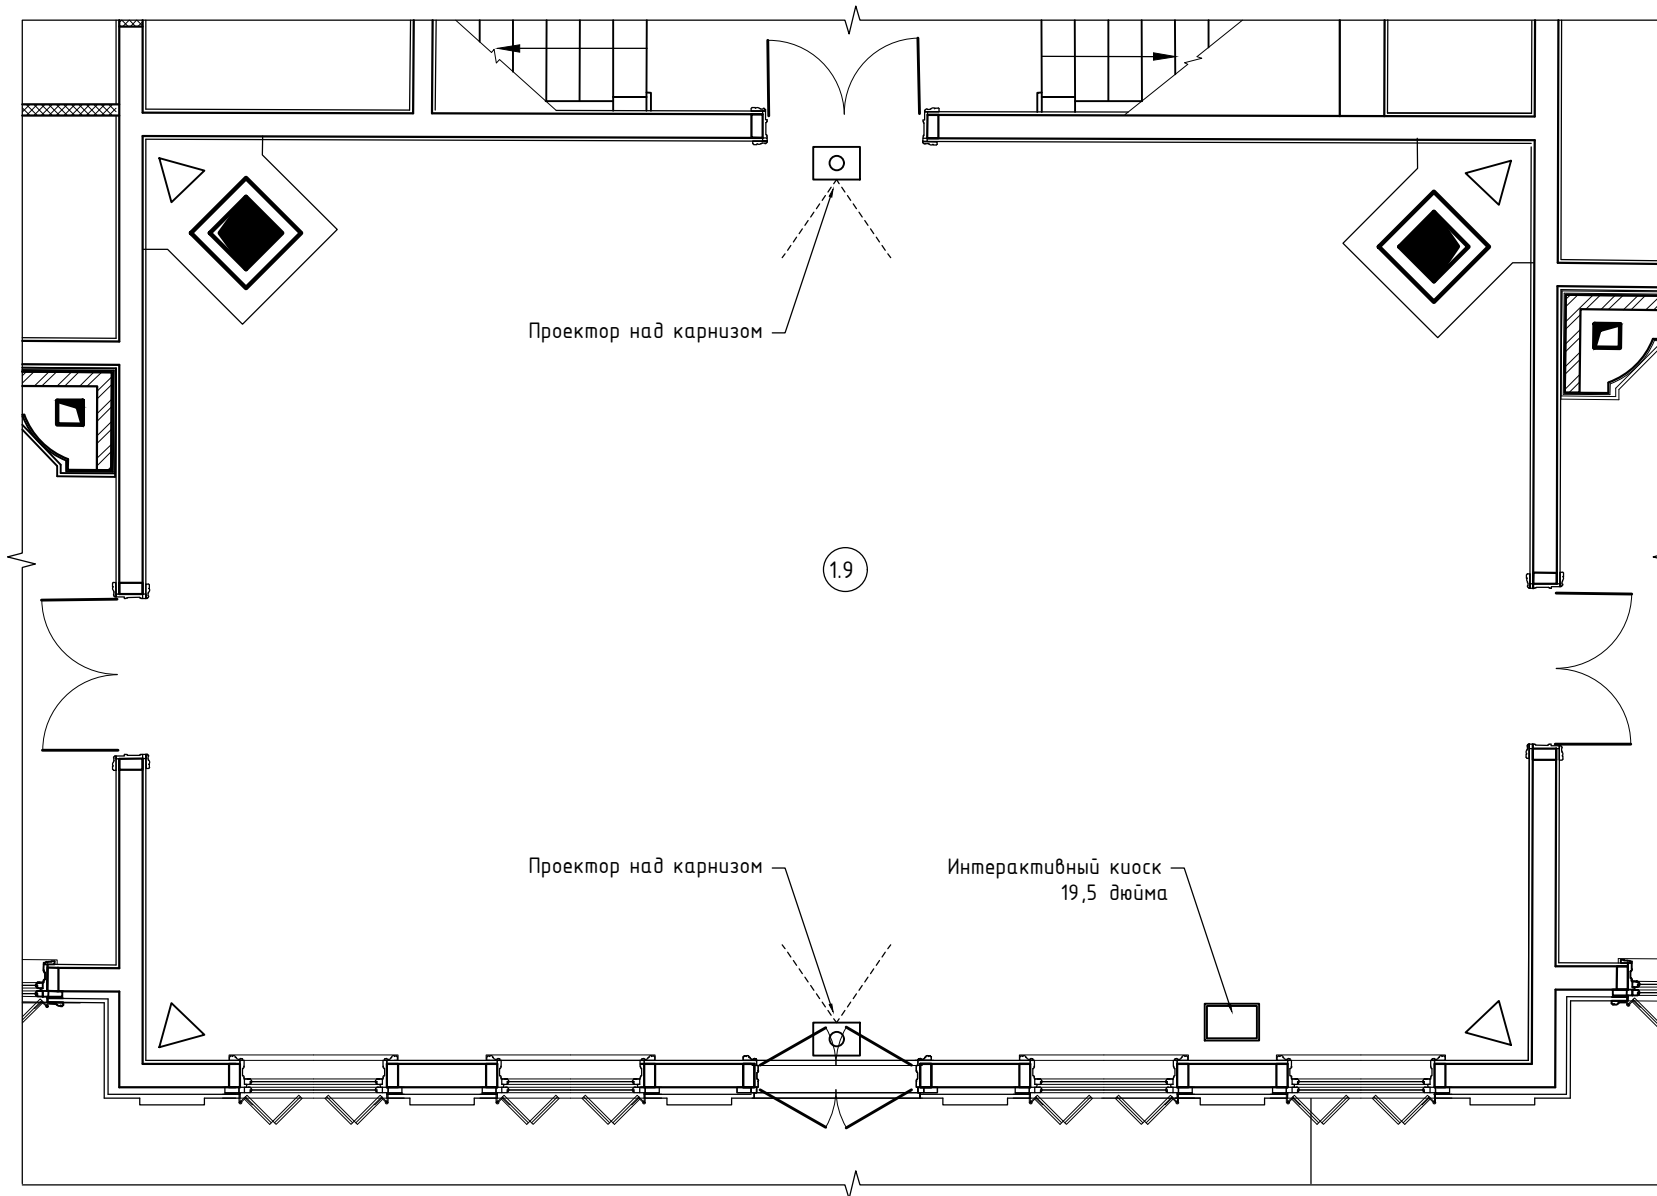 Проектор над карнизом
1.9
Проектор над карнизом
Интерактивный киоск
19,5 дюйма